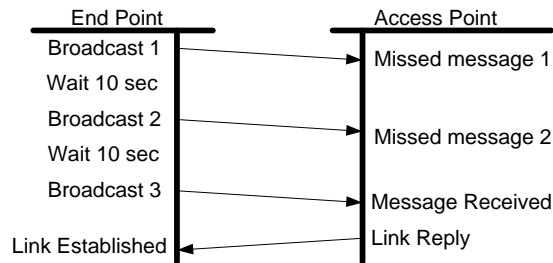 End Point
Access Point
Broadcast 1
Missed message 1
Wait 10 sec
Broadcast 2
Missed message 2
Wait 10 sec
Broadcast 3
Message Received
Link Reply
Link Established